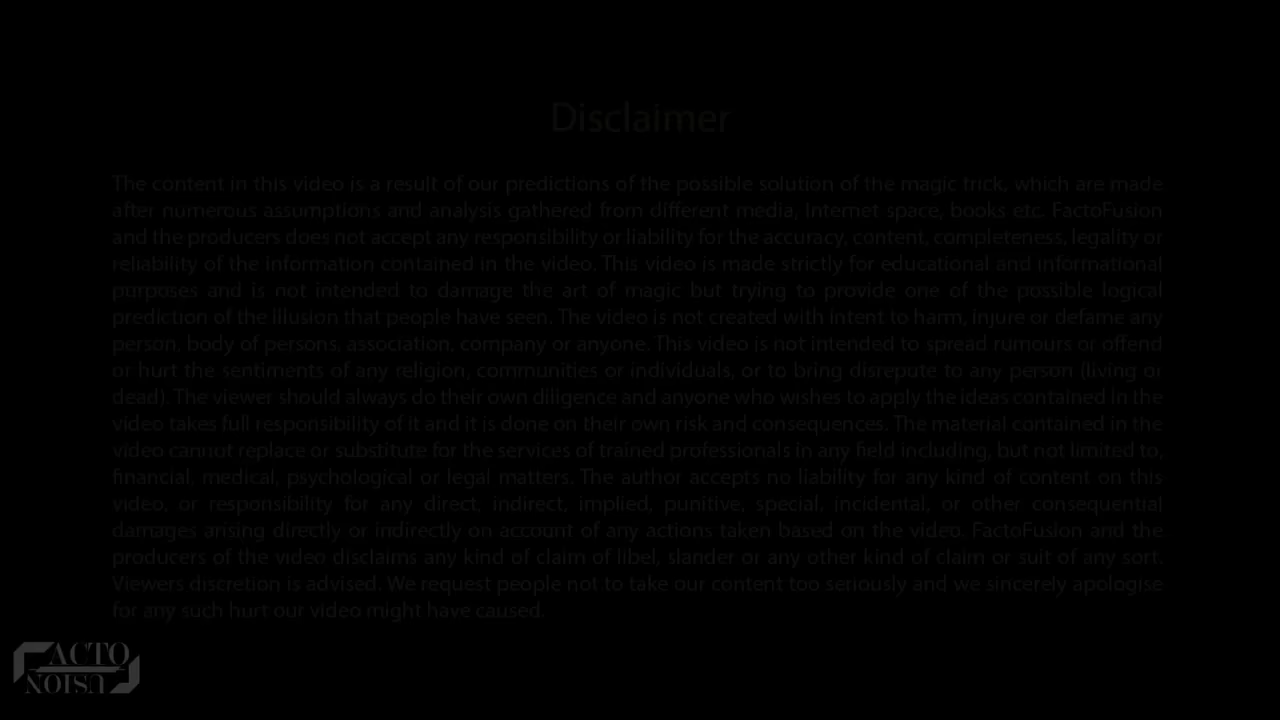 Disclaimer
The content in this video is a result of our predictions of the possible solution of the magic trick, which are made
after numerous assumptions and analysis gathered from different media, Internet space, books etc. FactoFusion
and the producers does not accept any responsibility or liability for the accuracy, content, completeness, legality or
reliability of the information contained in the video. This video is made strictly for educational and informational
purposes and is not intended to damage the art of magic but trying to provide one of the possible logical
prediction of the illusion that people have seen. The video is not created with intent to harm, injure or defame any
person, body of persons, association, company or anyone. This video is not intended to spread rumours or offend
or hurt the sentiments of any religion, communities or individuals, or to bring disrepute to any person (living or
dead). The viewer should always do their own diligence and anyone who wishes to apply the ideas contained in the
video takes full responsibility of it and it is done on their own risk and consequences. The material contained in the
video cannot replace or substitute for the services of trained professionals in any field including, but not limited to,
financial, medical, psychological or legal matters. The author accepts no liability for any kind of content on this
video, or responsibility for any direct, indirect, implied, punitive, special, incidental, or other consequential
damages arising directly or indirectly on account of any actions taken based on the video. FactoFusion and the
producers of the video disclaims any kind of claim of libel, slander or any other kind of claim or suit of any sort.
Viewers discretion is advised. We request people not to take our content too seriously and we sincerely apologise
for any such hurt our video might have caused.
FACTO
FUSION